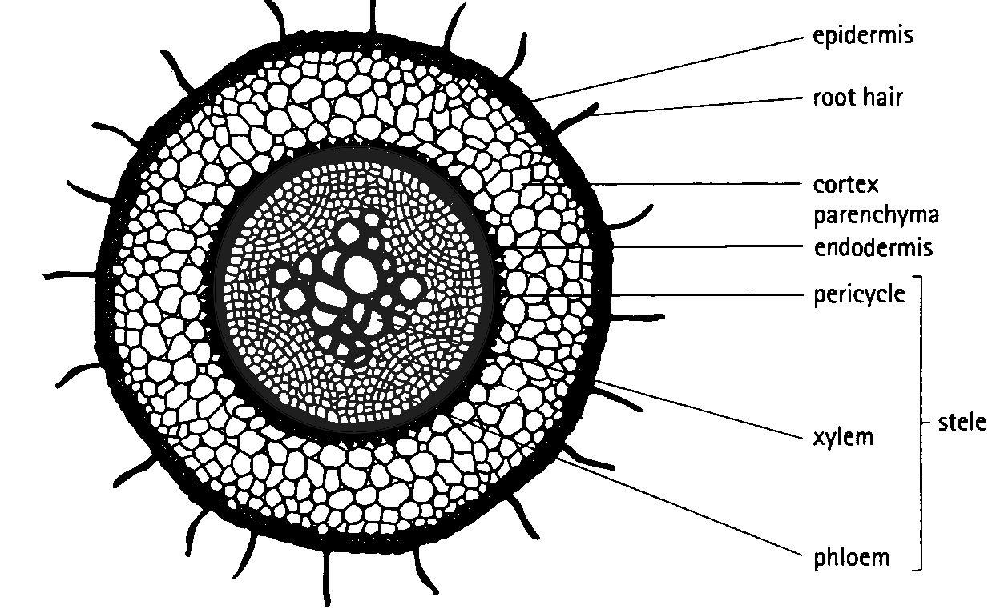 epidermis
root hair
cortex
parenchyma
endodermis
pericycle
stele
xylem
phloem